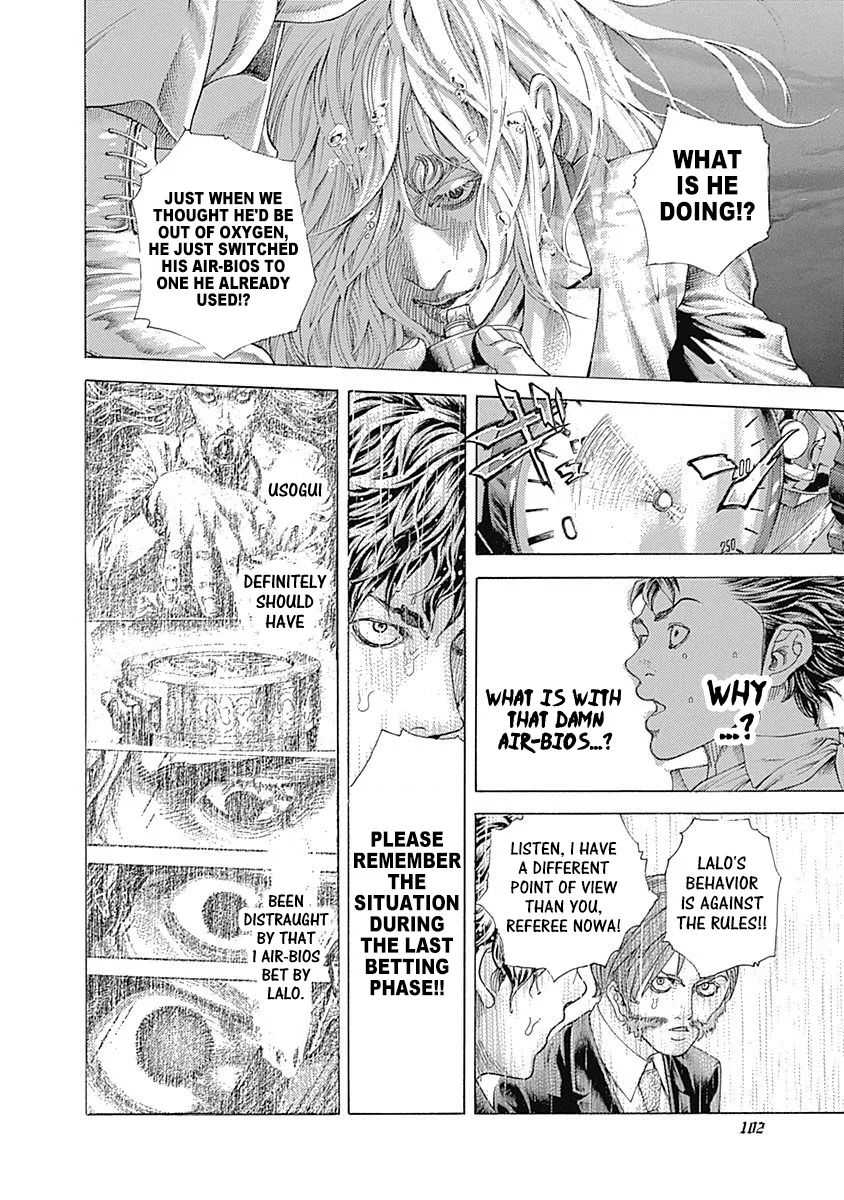 WHAT
IS HE
DOING!?
JUST WHEN WE
THOUGHT HE'D BE
OUT OF OXYGEN,
HE JUST SWITCHED
HIS AIR-BIOS TO
ONE HE ALREADY
USED!?
250
WHY
...?
WHAT IS WITH
THAT DAMN
AIR-BIOS...?
LALO'S
BEHAVIOR
IS AGAINST
THE RULES!!
LISTEN, I HAVE
A DIFFERENT
POINT OF VIEW
THAN YOU,
REFEREE NOWA!
PLEASE
REMEMBER
THE
SITUATION
DURING
THE LAST
BETTING
PHASE!!
USOGUI
DEFINITELY
SHOULD
HAVE
BEEN
DISTRAUGHT
BY THAT
1 AIR-BIOS
BET BY
LALO.
102